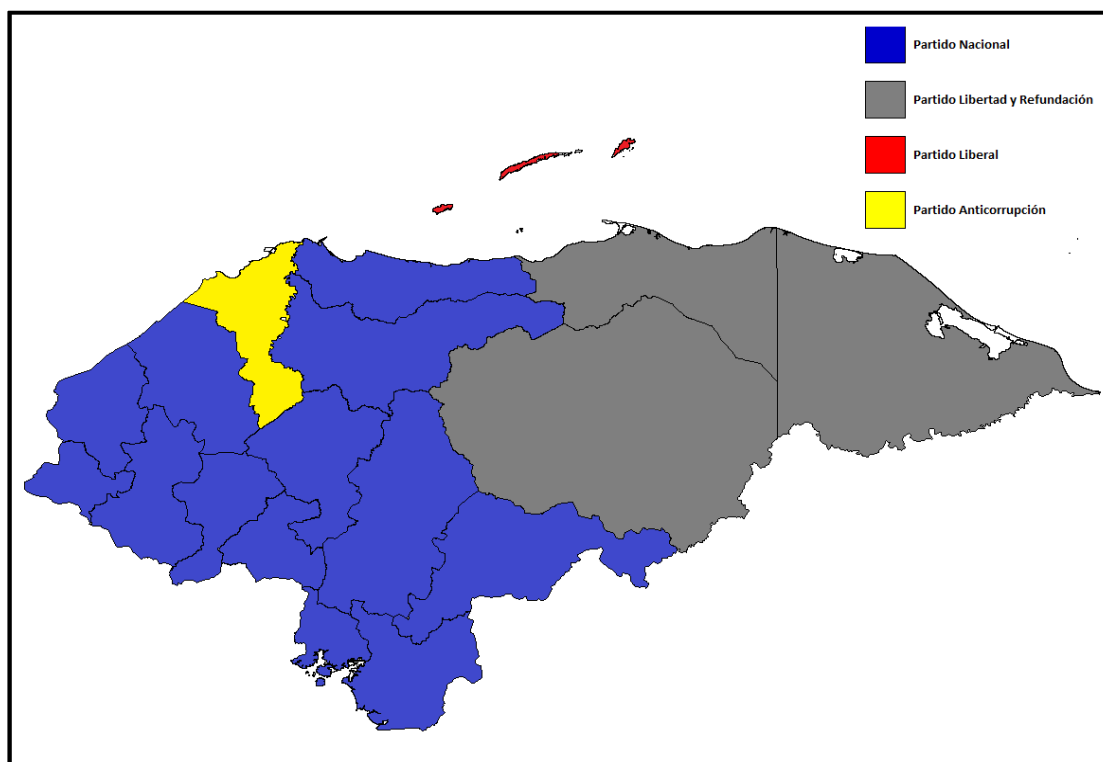 Partido Nacional
Partido Libertad y Refundación
Partido Liberal
Partido Anticorrupción